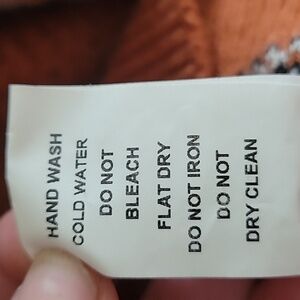 HAND WASH
COLD WATER
DO NOT
BLEACH
FLAT DRY
DO NOT IRON
DO NOT
DRY CLEAN